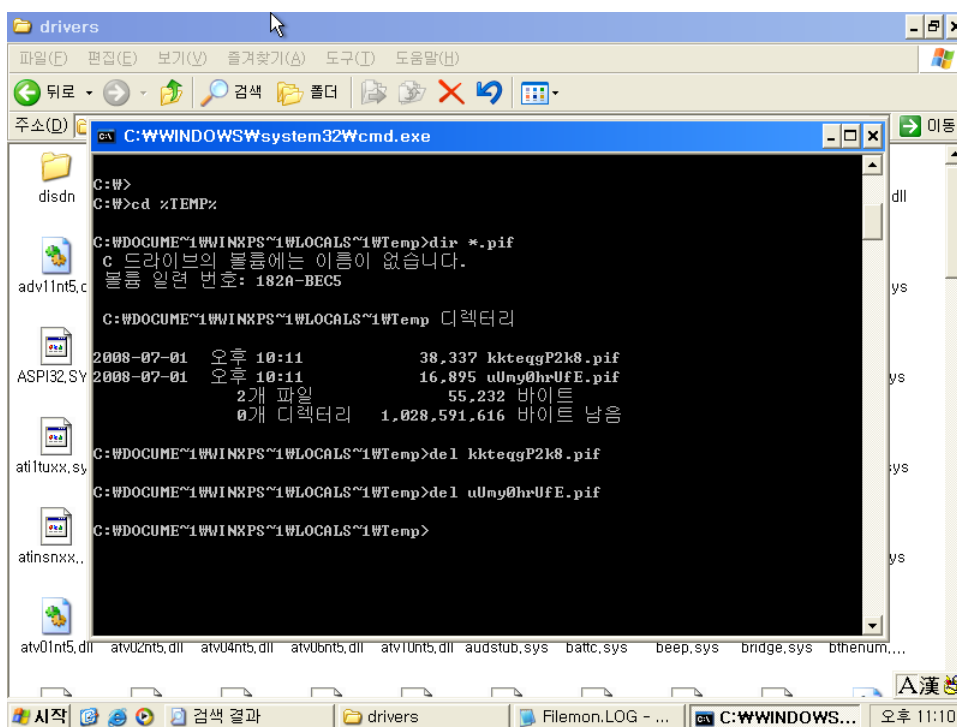 drivers
파일(F) 편집(E) 보기(V) 즐겨찾기(A) 도구(T) 도움말(H)
뒤로 검색 폴더
주소(D) 이동
C:₩WINDOWS₩system32₩cmd.exe
C:₩>
C:₩>cd %TEMP%
C:₩DOCUME~1₩WINXPS~1₩LOCALS~1₩Temp>dir *.pif
C 드라이브의 볼륨에는 이름이 없습니다.
볼륨 일련 번호: 182A-BEC5
C:₩DOCUME~1₩WINXPS~1₩LOCALS~1₩Temp 디렉터리
2008-07-01 오후 10:11 38,337 kkteqgP2k8.pif
2008-07-01 오후 10:11 16,895 uUmy0hrUfE.pif
2개 파일 55,232 바이트
0개 디렉터리 1,028,591,616 바이트 남음
C:₩DOCUME~1₩WINXPS~1₩LOCALS~1₩Temp>del kkteqgP2k8.pif
C:₩DOCUME~1₩WINXPS~1₩LOCALS~1₩Temp>del uUmy0hrUfE.pif
C:₩DOCUME~1₩WINXPS~1₩LOCALS~1₩Temp>
disdn
dll
adv11nt5,c
ys
ASPI32,SY
ys
ati1tuxx,sy
sys
atinsnxx,,
ys
atv01nt5,dll atv02nt5,dll atv04nt5,dll atv06nt5,dll atv10nt5,dll audstub,sys battc,sys beep,sys bridge,sys bthenum,...
A漢
시작 검색 결과 drivers Filemon.LOG - ... C:₩WINDOWS... 오후 11:10